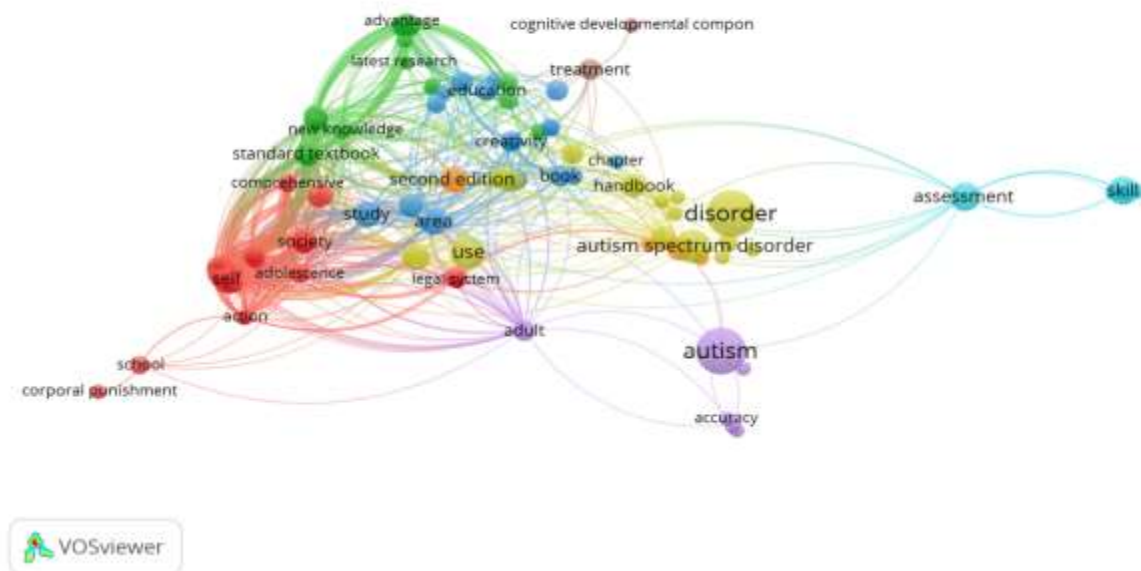 advantage
cognitive developmental compon
latest research
treatment
education
new knowledge
creativity
standard textbook
chapter
comprehensive
second edition
book
handbook
assessment
skill
study
area
disorder
society
use
autism spectrum disorder
self
adolescence
legal system
action
adult
autism
school
corporal punishment
accuracy
VOSviewer